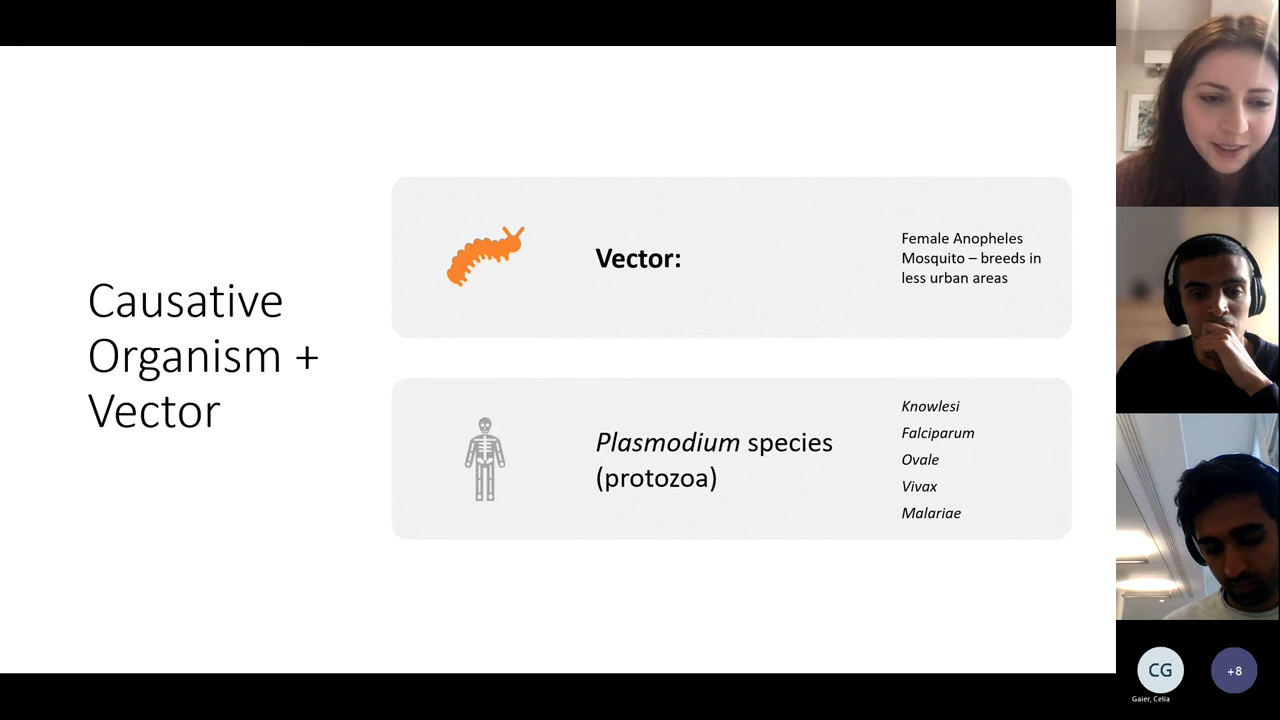 Causative
Organism +
Vector
Vector:
Female Anopheles
Mosquito – breeds in
less urban areas
Plasmodium species
(protozoa)
Knowlesi
Falciparum
Ovale
Vivax
Malariae
CG
+8
Gaier, Celia